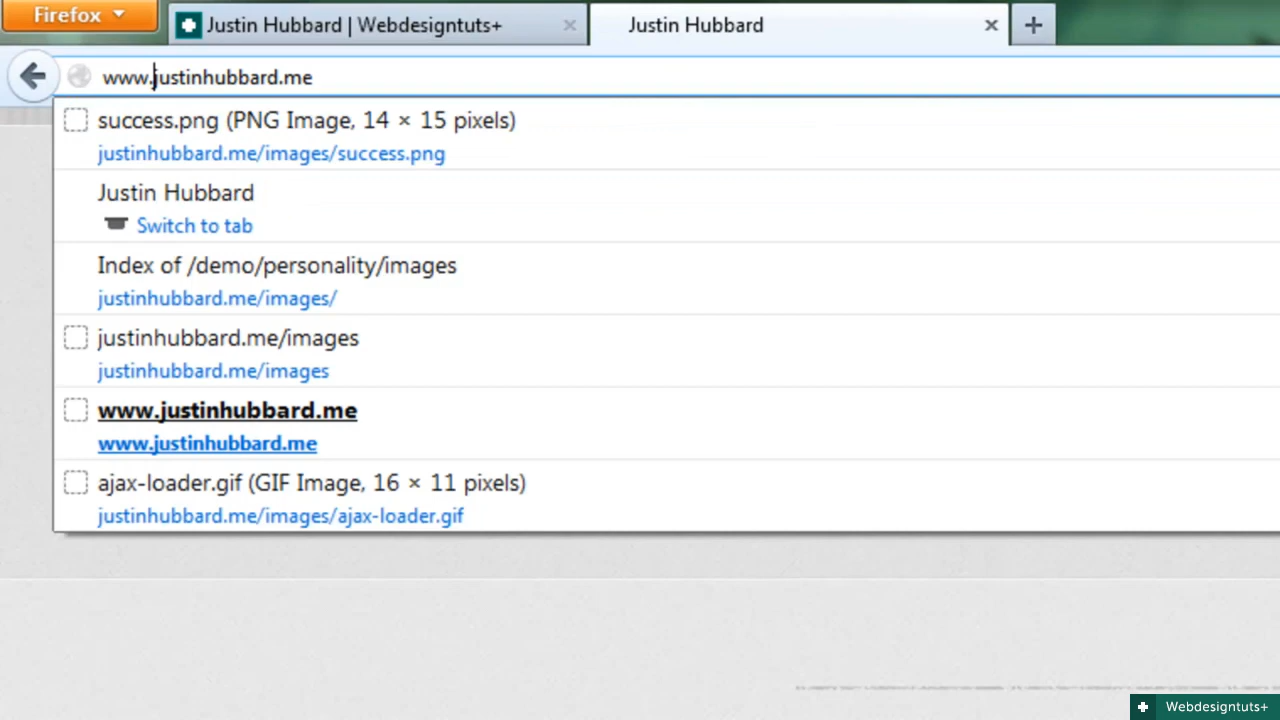 Firefox
Justin Hubbard | Webdesigntuts+
Justin Hubbard
www.justinhubbard.me
success.png (PNG Image, 14 × 15 pixels)
justinhubbard.me/images/success.png
Justin Hubbard
Switch to tab
Index of /demo/personality/images
justinhubbard.me/images/
justinhubbard.me/images
justinhubbard.me/images
www.justinhubbard.me
www.justinhubbard.me
ajax-loader.gif (GIF Image, 16 × 11 pixels)
justinhubbard.me/images/ajax-loader.gif
Webdesigntuts+